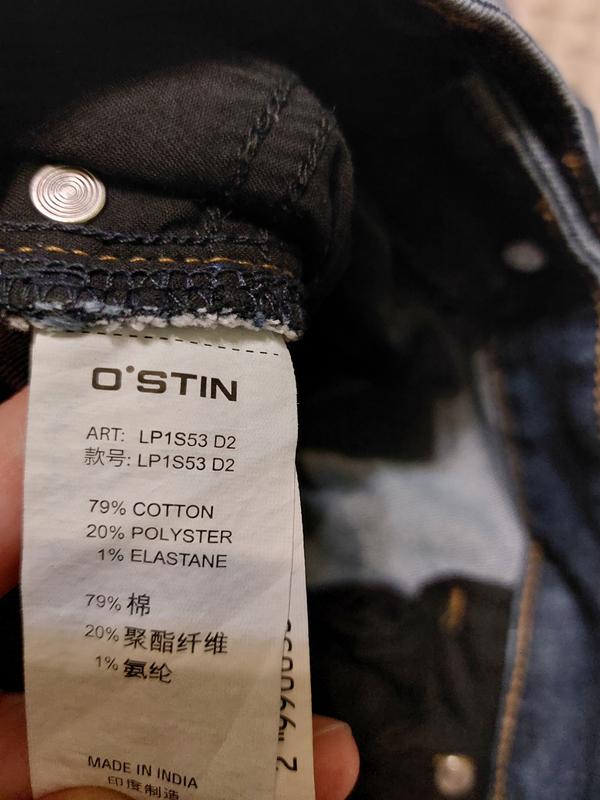 O'STIN
ART: LP1S53 D2
款号: LP1S53 D2
79% COTTON
20% POLYSTER
1% ELASTANE
79% 棉
20% 聚酯纤维
1% 氨纶
MADE IN INDIA
印度制造